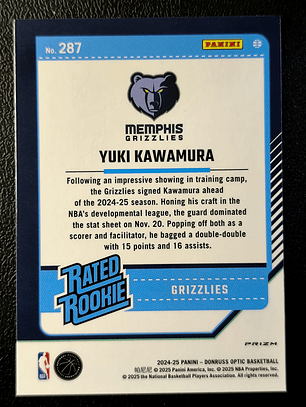 No. 287
PANINI
MEMPHIS
GRIZZLIES
YUKI KAWAMURA
Following an impressive showing in training camp,
the Grizzlies signed Kawamura ahead
of the 2024-25 season. Honing his craft in the
NBA's developmental league, the guard dominated
the stat sheet on Nov. 20. Popping off both as a
scorer and facilitator, he bagged a double-double
with 15 points and 16 assists.
RATED
ROOKIE
GRIZZLIES
PRIZM
2024-25 PANINI – DONRUSS OPTIC BASKETBALL
帕尼尼 © 2025 Panini America, Inc. © 2025 NBA Properties, Inc.
© 2025 the National Basketball Players Association. All rights reserved.
NBA